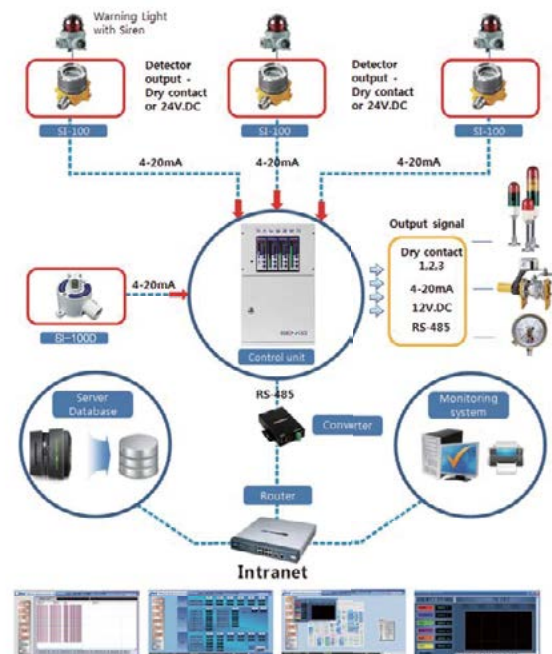 Warning Light
with Siren
Detector
output -
Dry contact
or 24V.DC
Detector
output -
Dry contact
or 24V.DC
SI-100
SI-100
SI-100
4-20mA
4-20mA
4-20mA
Output signal
Dry contact
1,2,3
4-20mA
12V.DC
RS-485
4-20mA
SI-100D
Control unit
RS-485
Server
Database
Converter
Monitoring
system
Router
Intranet